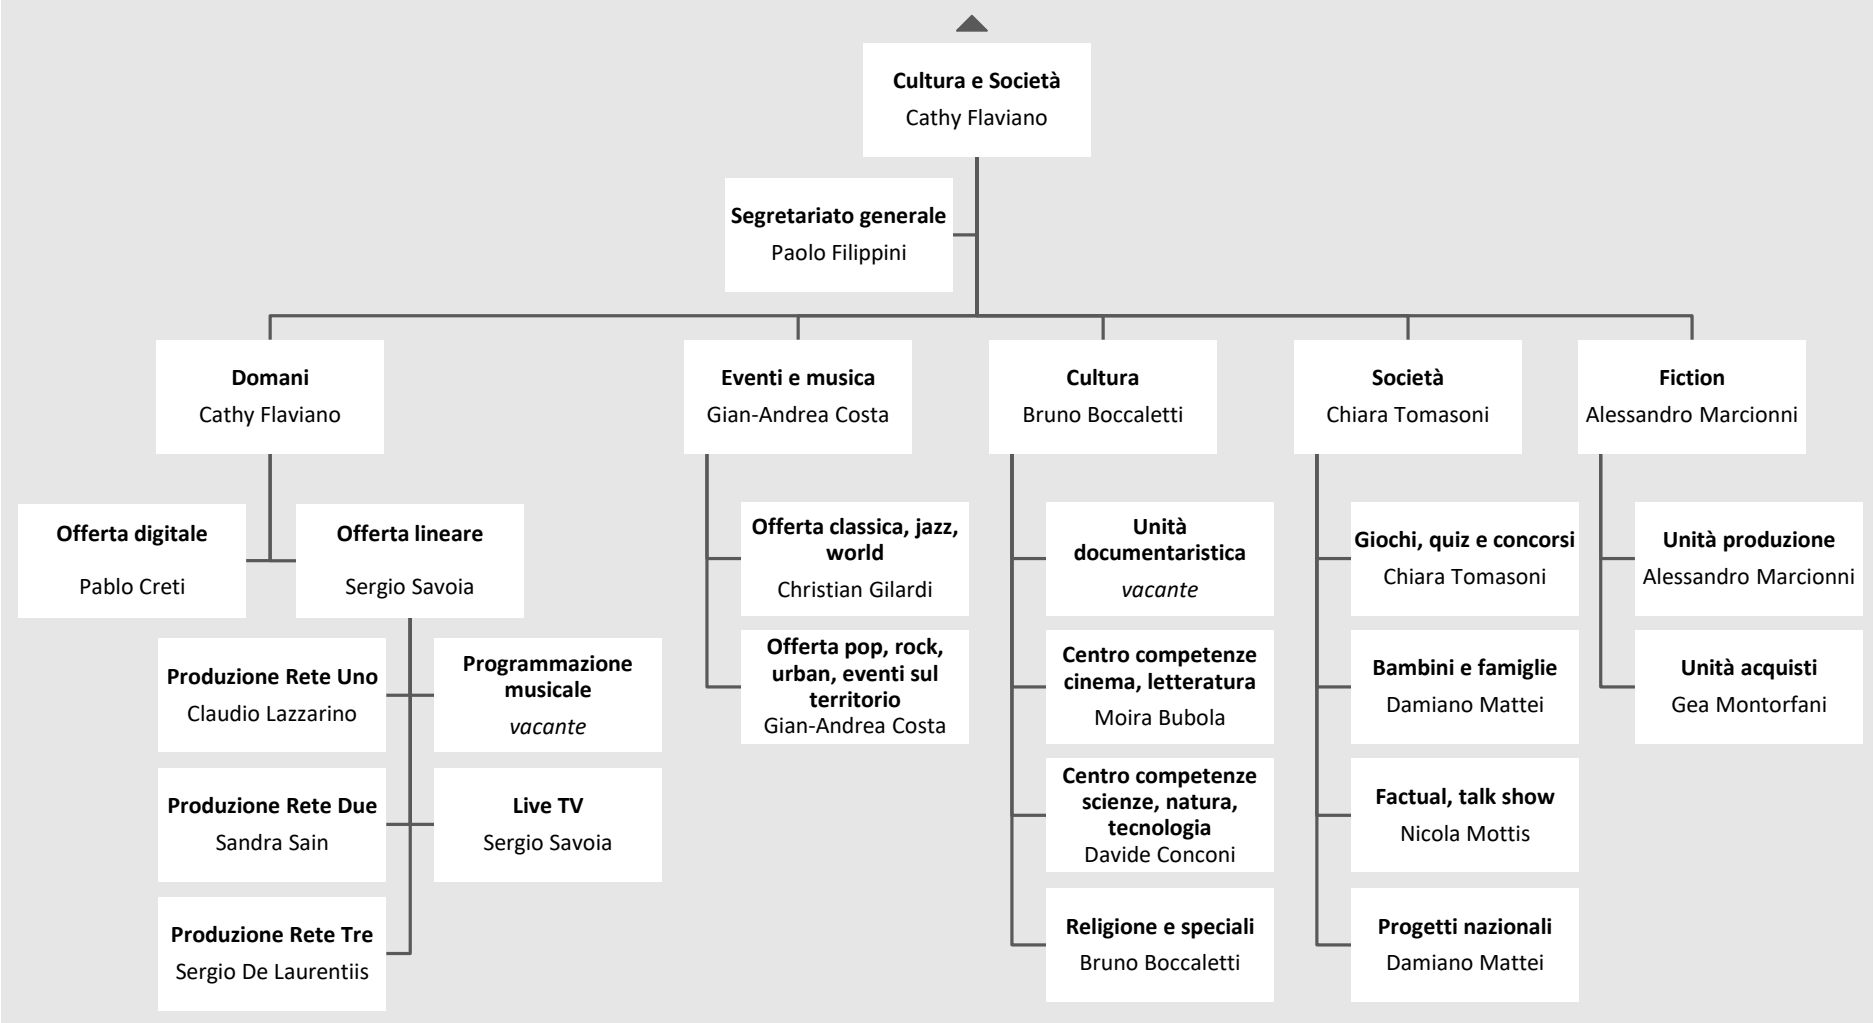 Cultura e Società
Cathy Flaviano
Segretariato generale
Paolo Filippini
Domani
Cathy Flaviano
Eventi e musica
Gian-Andrea Costa
Cultura
Bruno Boccaletti
Società
Chiara Tomasoni
Fiction
Alessandro Marcionni
Offerta digitale
Pablo Creti
Offerta lineare
Sergio Savoia
Produzione Rete Uno
Claudio Lazzarino
Programmazione
musicale
vacante
Produzione Rete Due
Sandra Sain
Live TV
Sergio Savoia
Produzione Rete Tre
Sergio De Laurentiis
Offerta classica, jazz,
world
Christian Gilardi
Offerta pop, rock,
urban, eventi sul
territorio
Gian-Andrea Costa
Unità
documentaristica
vacante
Centro competenze
cinema, letteratura
Moira Bubola
Centro competenze
scienze, natura,
tecnologia
Davide Conconi
Religione e speciali
Bruno Boccaletti
Giochi, quiz e concorsi
Chiara Tomasoni
Bambini e famiglie
Damiano Mattei
Factual, talk show
Nicola Mottis
Progetti nazionali
Damiano Mattei
Unità produzione
Alessandro Marcionni
Unità acquisti
Gea Montorfani